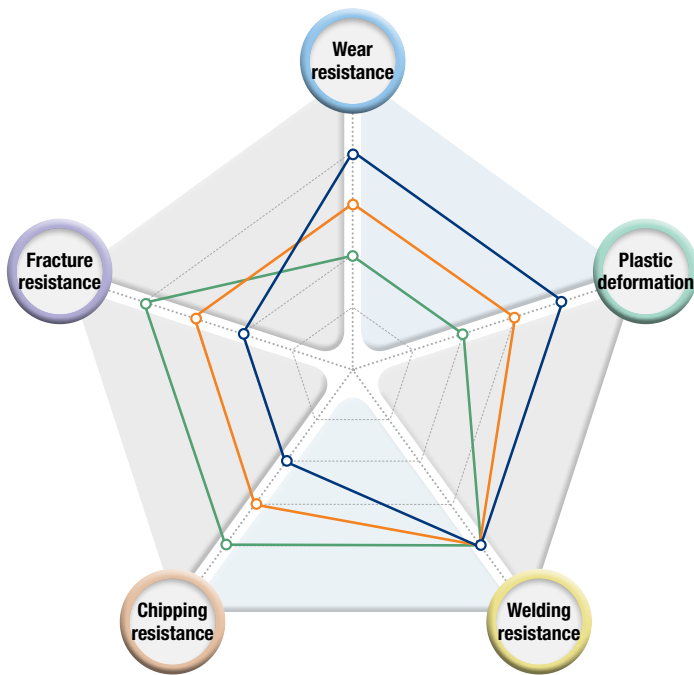 Wear
resistance
Fracture
resistance
Plastic
deformation
Chipping
resistance
Welding
resistance